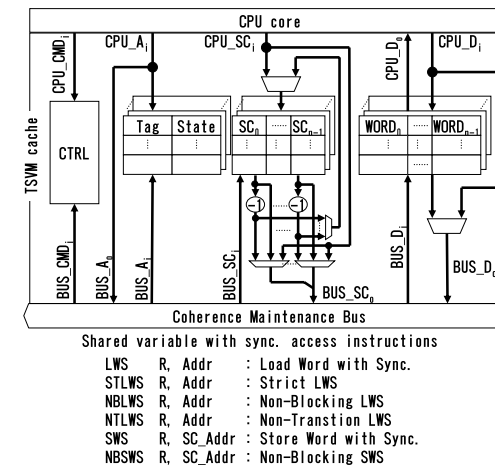 CPU core
CPU_CMDi
CPU_Ai
CPU_SCi
CPU_Do
CPU_Di
TSVM cache
CTRL
Tag State
SC0 ...... SCn-1
WORD0 ...... WORDn-1
-1 ...... -1
BUS_CMDi
BUS_Ao
BUS_Ai
BUS_SCi
BUS_SCo
BUS_Di
BUS_Do
Coherence Maintenance Bus
Shared variable with sync. access instructions
LWS R, Addr : Load Word with Sync.
STLWS R, Addr : Strict LWS
NBLWS R, Addr : Non-Blocking LWS
NTLWS R, Addr : Non-Transtion LWS
SWS R, SC_Addr : Store Word with Sync.
NBSWS R, SC_Addr : Non-Blocking SWS